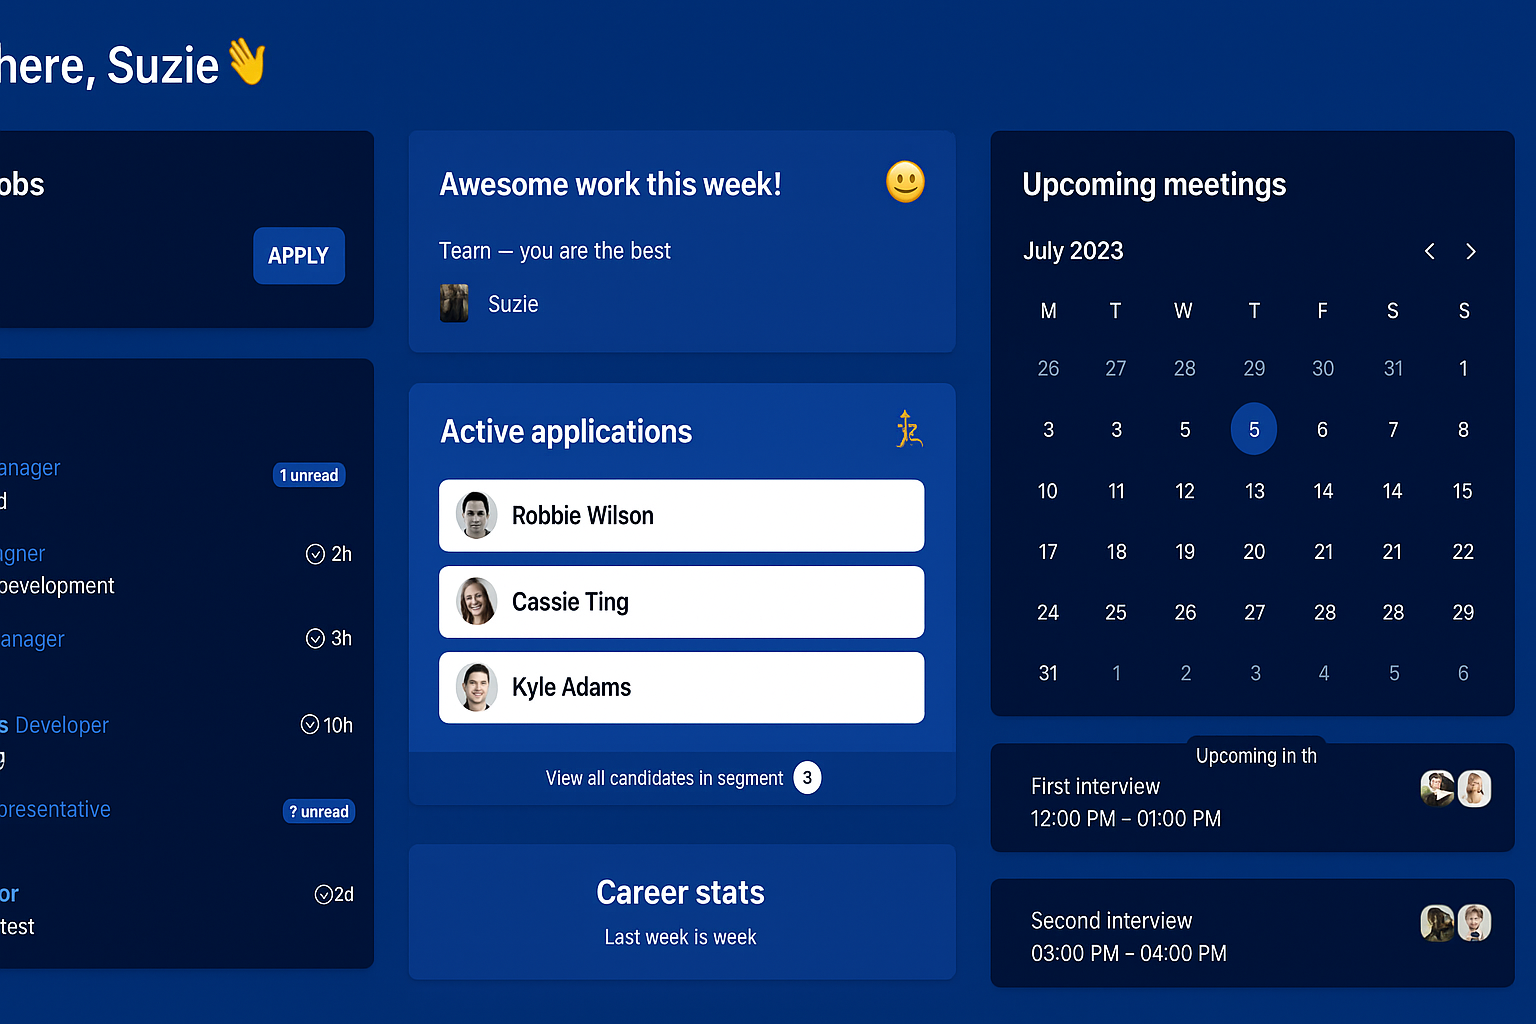 here, Suzie
obs
APPLY
anager
1 unread
d
gner
2h
evelopment
anager
3h
s Developer
10h
g
presentative
? unread
or
2d
test
Awesome work this week!
Tearn — you are the best
Suzie
Active applications
Robbie Wilson
Cassie Ting
Kyle Adams
View all candidates in segment 3
Career stats
Last week is week
Upcoming meetings
July 2023
M T W T F S S
26 27 28 29 30 31 1
3 3 5 5 6 7 8
10 11 12 13 14 14 15
17 18 19 20 21 21 22
24 25 26 27 28 28 29
31 1 2 3 4 5 6
Upcoming in th
First interview
12:00 PM – 01:00 PM
Second interview
03:00 PM – 04:00 PM